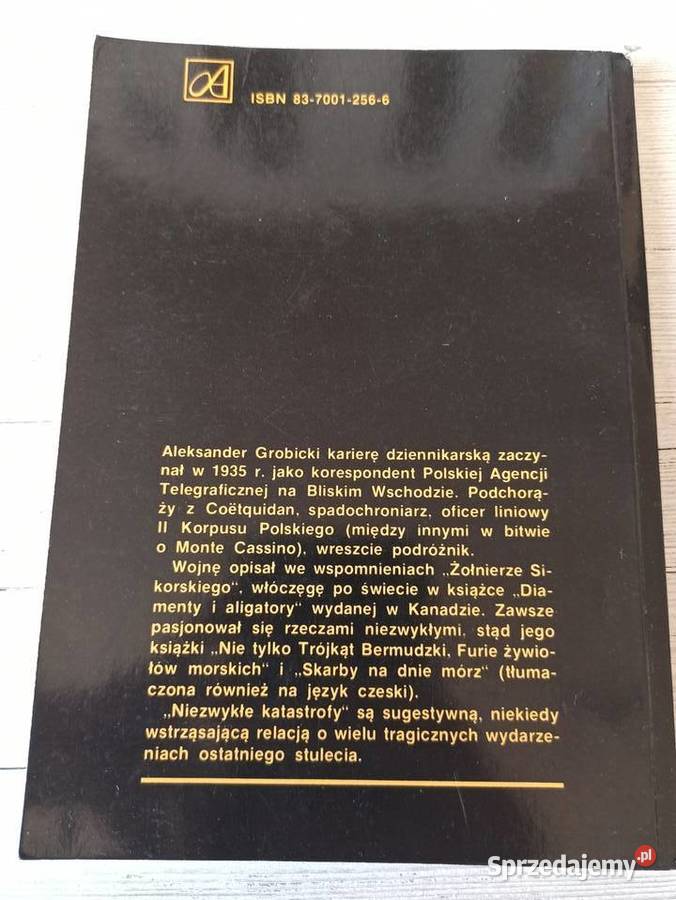 ISBN 83-7001-256-6
Aleksander Grobicki karierę dziennikarską zaczy-
nał w 1935 r. jako korespondent Polskiej Agencji
Telegraficznej na Bliskim Wschodzie. Podchorą-
ży z Coëtquidan, spadochroniarz, oficer liniowy
II Korpusu Polskiego (między innymi w bitwie
o Monte Cassino), wreszcie podróżnik.
Wojnę opisał we wspomnieniach „Żołnierze Si-
korskiego", włóczęgę po świecie w książce „Dia-
menty i aligatory" wydanej w Kanadzie. Zawsze
pasjonował się rzeczami niezwykłymi, stąd jego
książki „Nie tylko Trójkąt Bermudzki, Furie żywio-
łów morskich" i „Skarby na dnie mórz" (tłuma-
czona również na język czeski).
„Niezwykłe katastrofy" są sugestywną, niekiedy
wstrząsającą relacją o wielu tragicznych wydarze-
niach ostatniego stulecia.
Sprzedajemy.pl